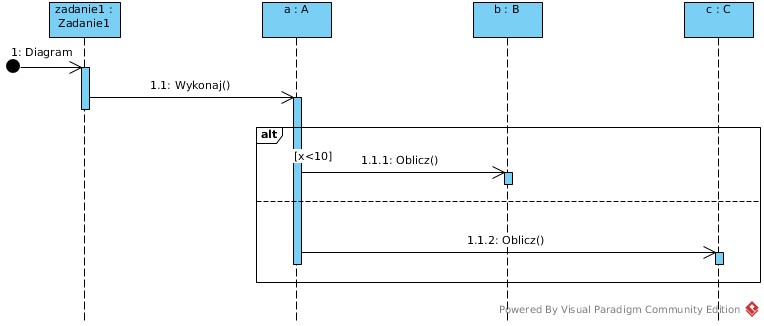 zadanie1 :
Zadanie1
a : A
b : B
c : C
1: Diagram
1.1: Wykonaj()
alt
[x<10]
1.1.1: Oblicz()
1.1.2: Oblicz()
Powered By Visual Paradigm Community Edition